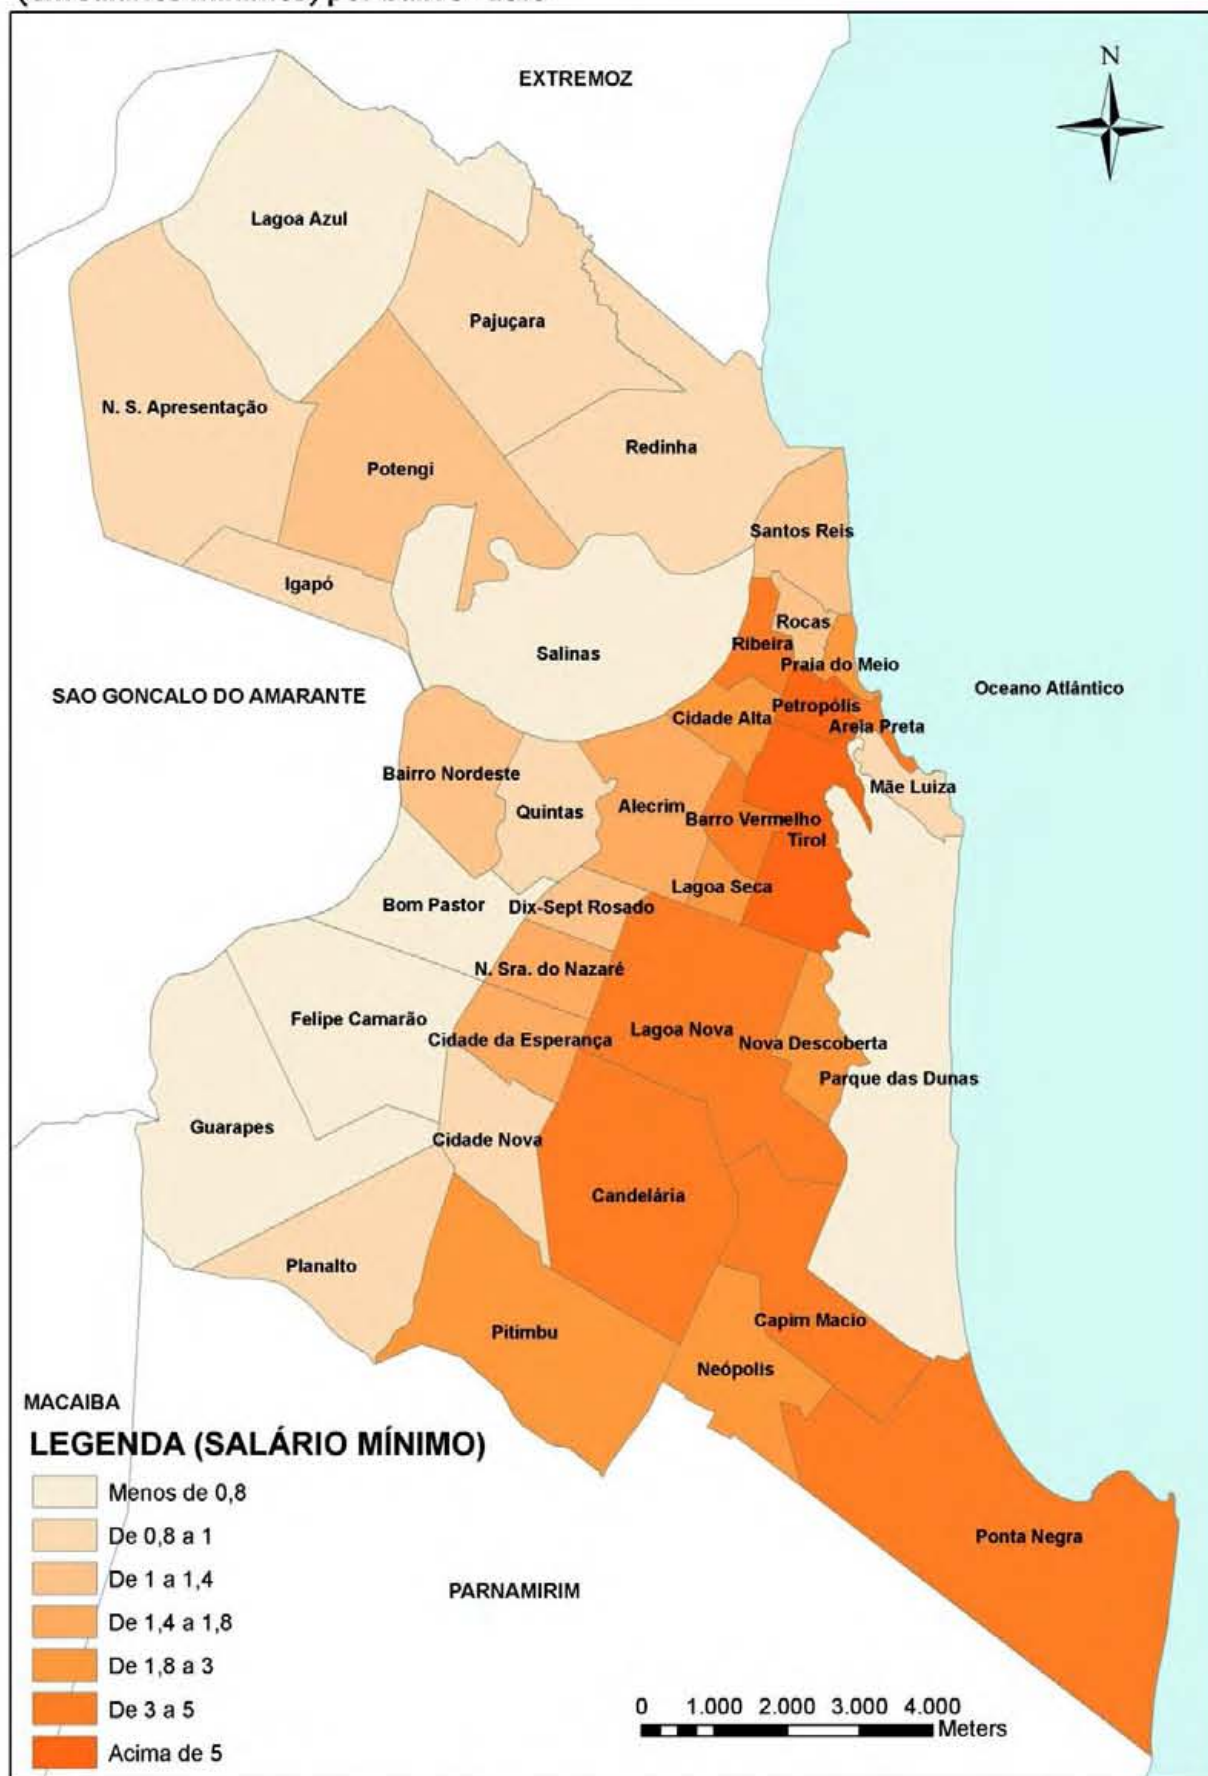 N
EXTREMOZ
Lagoa Azul
Pajuçara
N. S. Apresentação
Redinha
Potengi
Santos Reis
Igapó
Rocas
Ribeira
Salinas
Praia do Meio
SAO GONCALO DO AMARANTE
Oceano Atlântico
Petropólis
Cidade Alta
Areia Preta
Bairro Nordeste
Mãe Luiza
Quintas
Alecrim
Barro Vermelho
Tirol
Lagoa Seca
Bom Pastor
Dix-Sept Rosado
N. Sra. do Nazaré
Felipe Camarão
Lagoa Nova
Cidade da Esperança
Nova Descoberta
Parque das Dunas
Guarapes
Cidade Nova
Candelária
Planalto
Pitimbu
Capim Macio
Neópolis
MACAIBA
LEGENDA (SALÁRIO MÍNIMO)
Menos de 0,8
De 0,8 a 1
De 1 a 1,4
De 1,4 a 1,8
De 1,8 a 3
De 3 a 5
Acima de 5
Ponta Negra
PARNAMIRIM
0 1.000 2.000 3.000 4.000
Meters